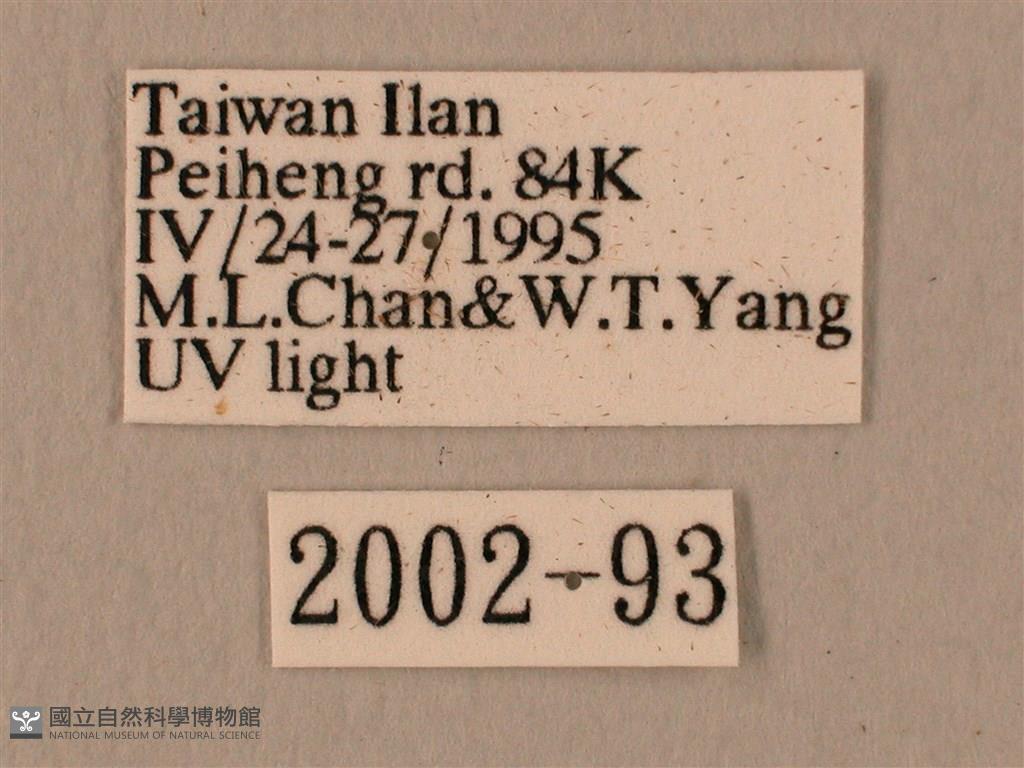 Taiwan Ilan
Peiheng rd. 84K
IV/24-27/1995
M.L.Chan&W.T.Yang
UV light
2002-93
國立自然科學博物館
NATIONAL MUSEUM OF NATURAL SCIENCE